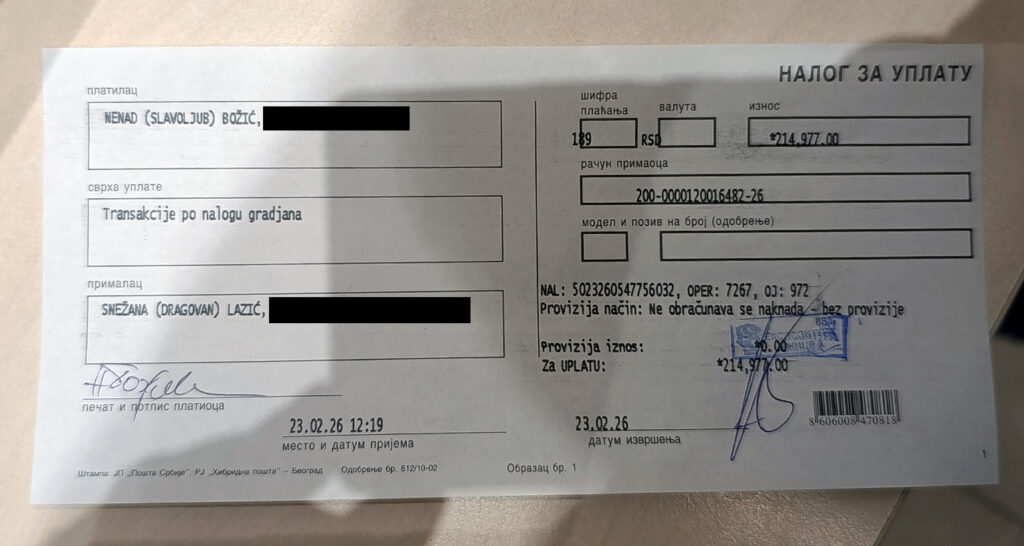 НАЛОГ ЗА УПЛАТУ
платилац
NENAD (SLAVOLJUB) BOŽIĆ,
сврха уплате
Transakcije po nalogu gradjana
прималац
SNEŽANA (DRAGOVAN) LAZIĆ,
печат и потпис платиоца
23.02.26 12:19
место и датум пријема
шифра
плаћања
валута
износ
189
RSD
*214,977.00
рачун примаоца
200-0000120016482-26
модел и позив на број (одобрење)
NAL: 5023260547756032, OPER: 7267, OJ: 972
Provizija način: Ne obračunava se naknada - bez provizije
Provizija iznos: *0.00
Za UPLATU: *214,977.00
23.02.26
датум извршења
8606008470818
1
Штампа: ЈП „Пошта Србије", РЈ „Хибридна пошта" – Београд
Одобрење бр. 612/10-02
Образац бр. 1